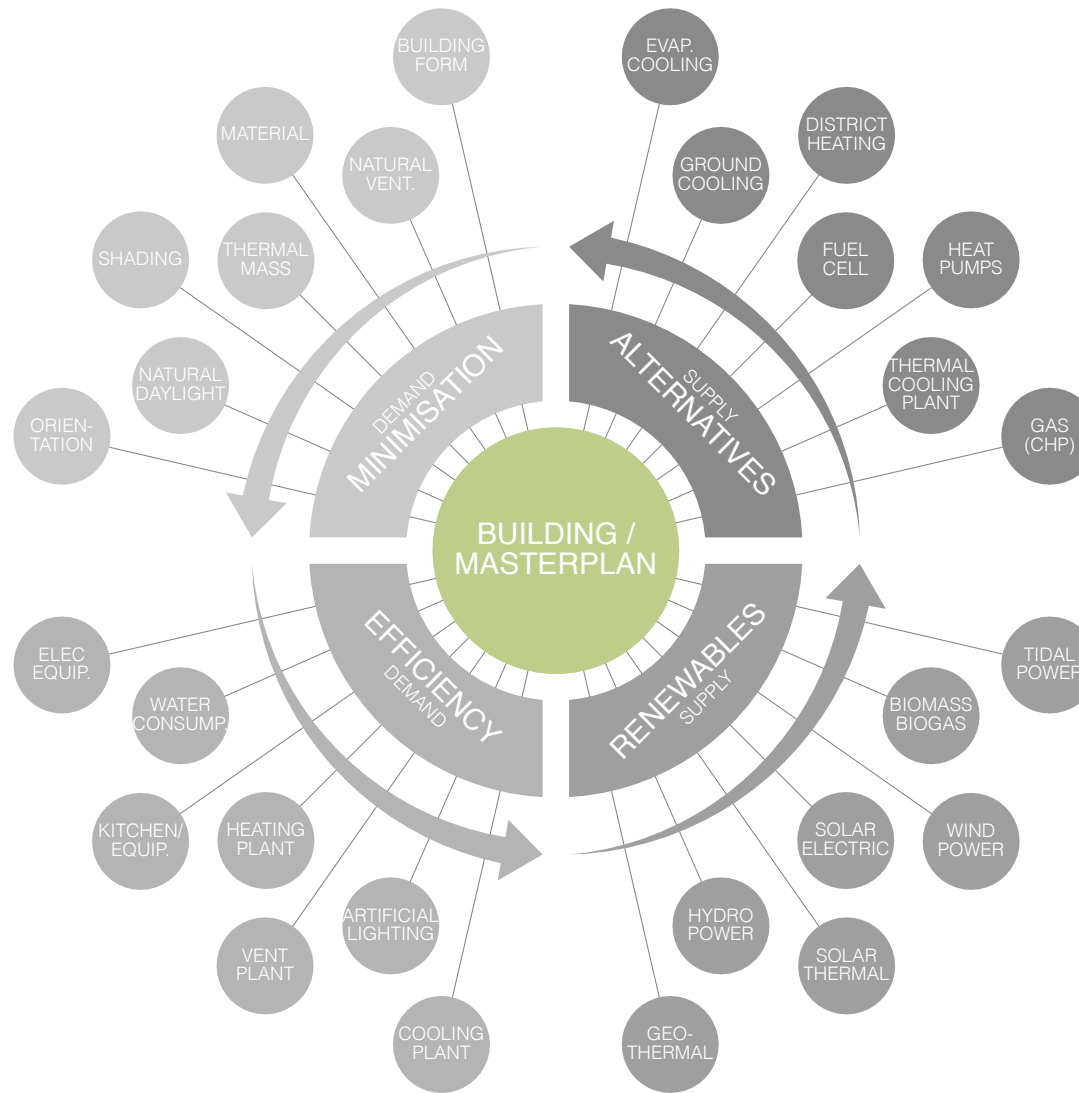 BUILDING
FORM
EVAP.
COOLING
MATERIAL
DISTRICT
HEATING
NATURAL
VENT.
GROUND
COOLING
SHADING
THERMAL
MASS
FUEL
CELL
HEAT
PUMPS
NATURAL
DAYLIGHT
THERMAL
COOLING
PLANT
ORIEN-
TATION
GAS
(CHP)
DEMAND
MINIMISATION
SUPPLY
ALTERNATIVES
BUILDING /
MASTERPLAN
EFFICIENCY
DEMAND
RENEWABLES
SUPPLY
ELEC
EQUIP.
TIDAL
POWER
WATER
CONSUMP.
BIOMASS
BIOGAS
KITCHEN/
EQUIP.
HEATING
PLANT
SOLAR
ELECTRIC
WIND
POWER
ARTIFICIAL
LIGHTING
HYDRO
POWER
VENT
PLANT
SOLAR
THERMAL
COOLING
PLANT
GEO-
THERMAL